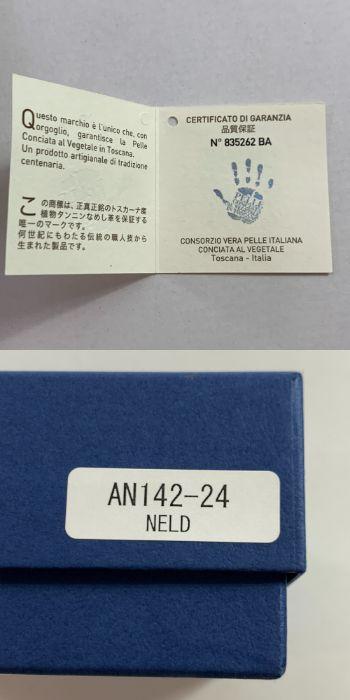 Questo marchio è l'unico che, con
orgoglio, garantisce la Pelle
Conciata al Vegetale in Toscana.
Un prodotto artigianale di tradizione
centenaria.
この商標は、正真正銘のトスカーナ産
植物タンニンなめし革を保証する
唯一のマークです。
何世紀にもわたる伝統の職人技から
生まれた製品です。
CERTIFICATO DI GARANZIA
品質保証
N° 835262 BA
PELLE
CONSORZIO VERA PELLE ITALIANA
CONCIATA AL VEGETALE
Toscana - Italia
AN142-24
NELD